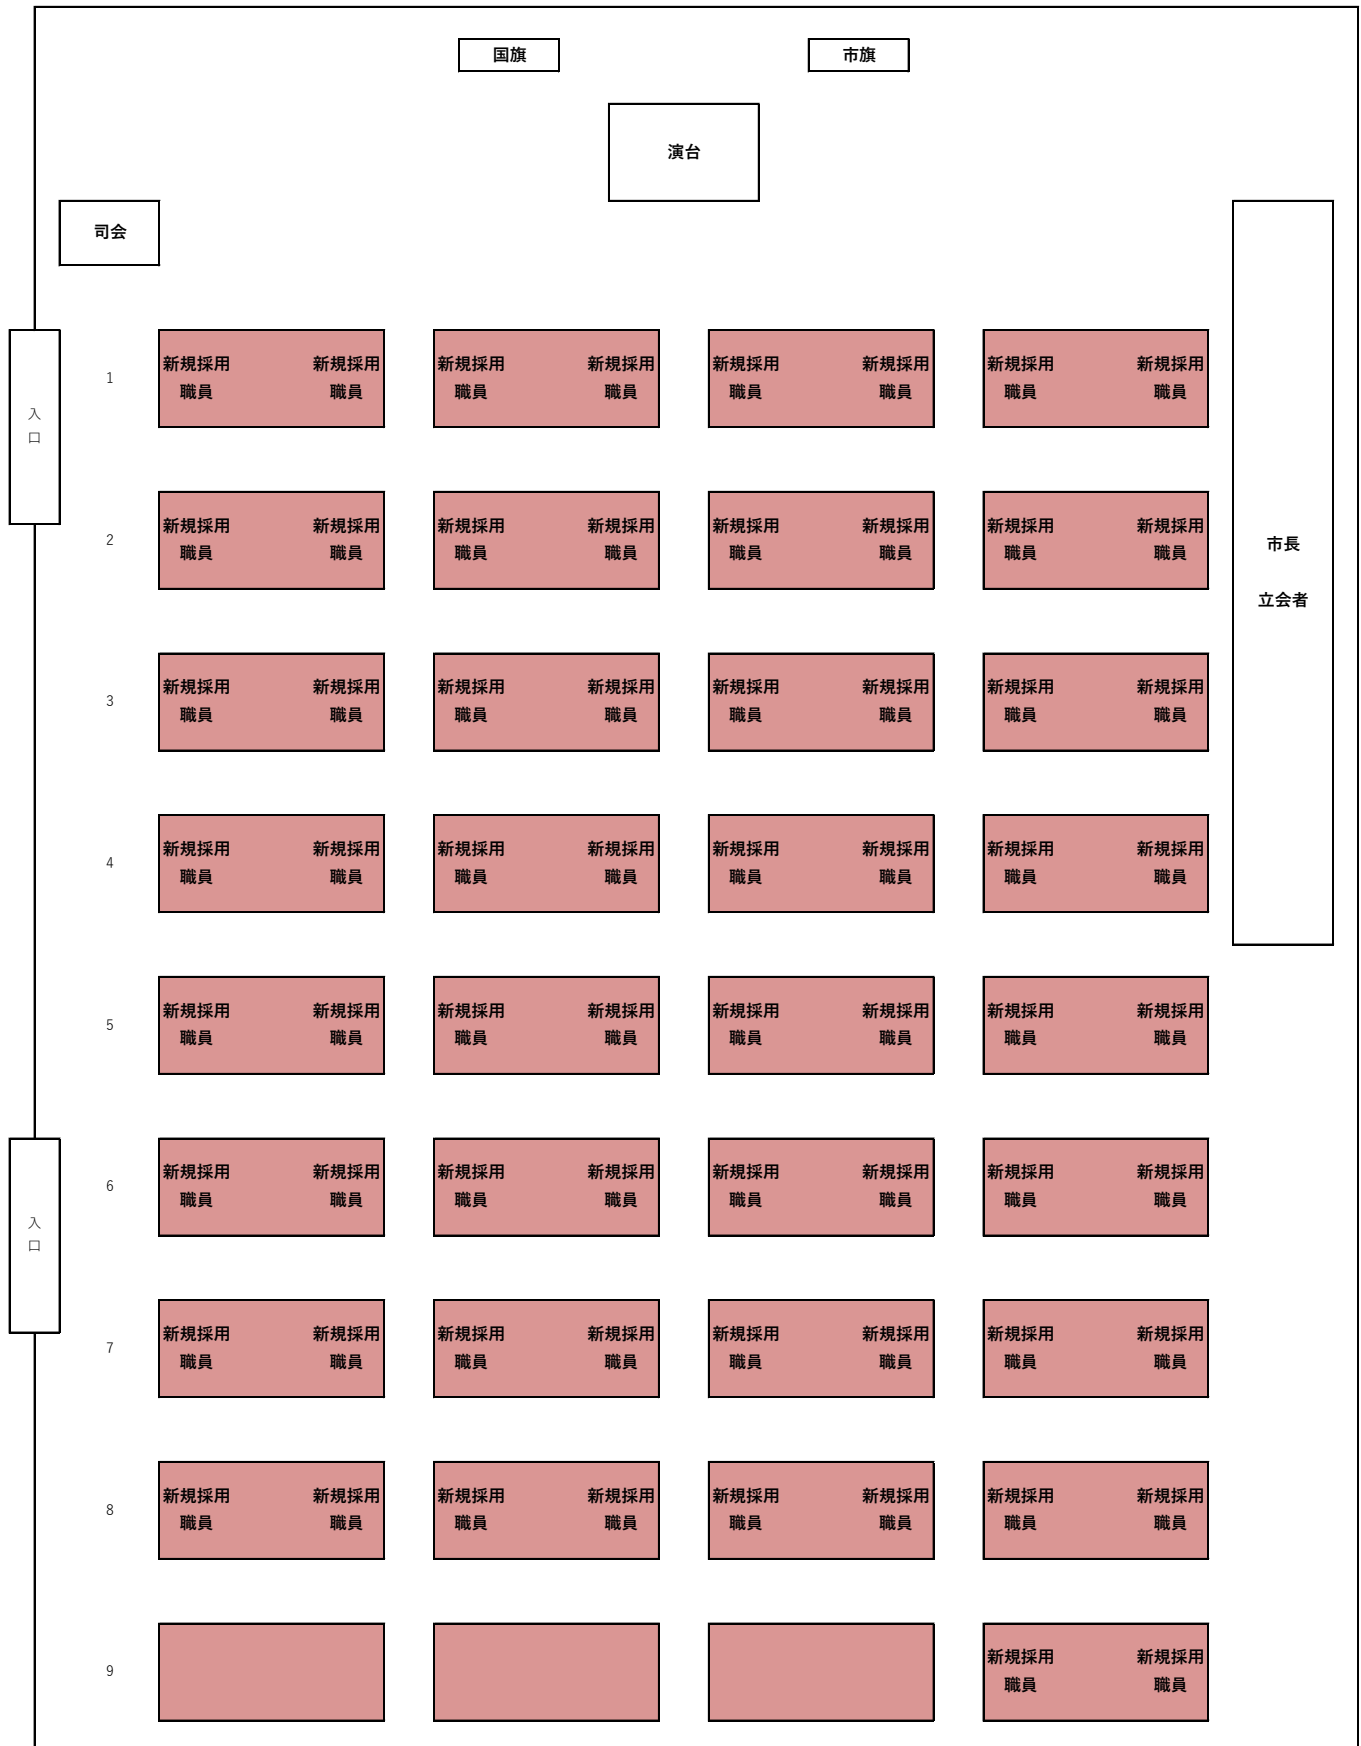 国旗 市旗
演台
司会
1 新規採用 新規採用 新規採用 新規採用 新規採用 新規採用 新規採用 新規採用
職員 職員 職員 職員 職員 職員 職員 職員
入
口
2 新規採用 新規採用 新規採用 新規採用 新規採用 新規採用 新規採用 新規採用
職員 職員 職員 職員 職員 職員 職員 職員
市長
立会者
3 新規採用 新規採用 新規採用 新規採用 新規採用 新規採用 新規採用 新規採用
職員 職員 職員 職員 職員 職員 職員 職員
4 新規採用 新規採用 新規採用 新規採用 新規採用 新規採用 新規採用 新規採用
職員 職員 職員 職員 職員 職員 職員 職員
5 新規採用 新規採用 新規採用 新規採用 新規採用 新規採用 新規採用 新規採用
職員 職員 職員 職員 職員 職員 職員 職員
6 新規採用 新規採用 新規採用 新規採用 新規採用 新規採用 新規採用 新規採用
職員 職員 職員 職員 職員 職員 職員 職員
入
口
7 新規採用 新規採用 新規採用 新規採用 新規採用 新規採用 新規採用 新規採用
職員 職員 職員 職員 職員 職員 職員 職員
8 新規採用 新規採用 新規採用 新規採用 新規採用 新規採用 新規採用 新規採用
職員 職員 職員 職員 職員 職員 職員 職員
9 新規採用 新規採用
職員 職員